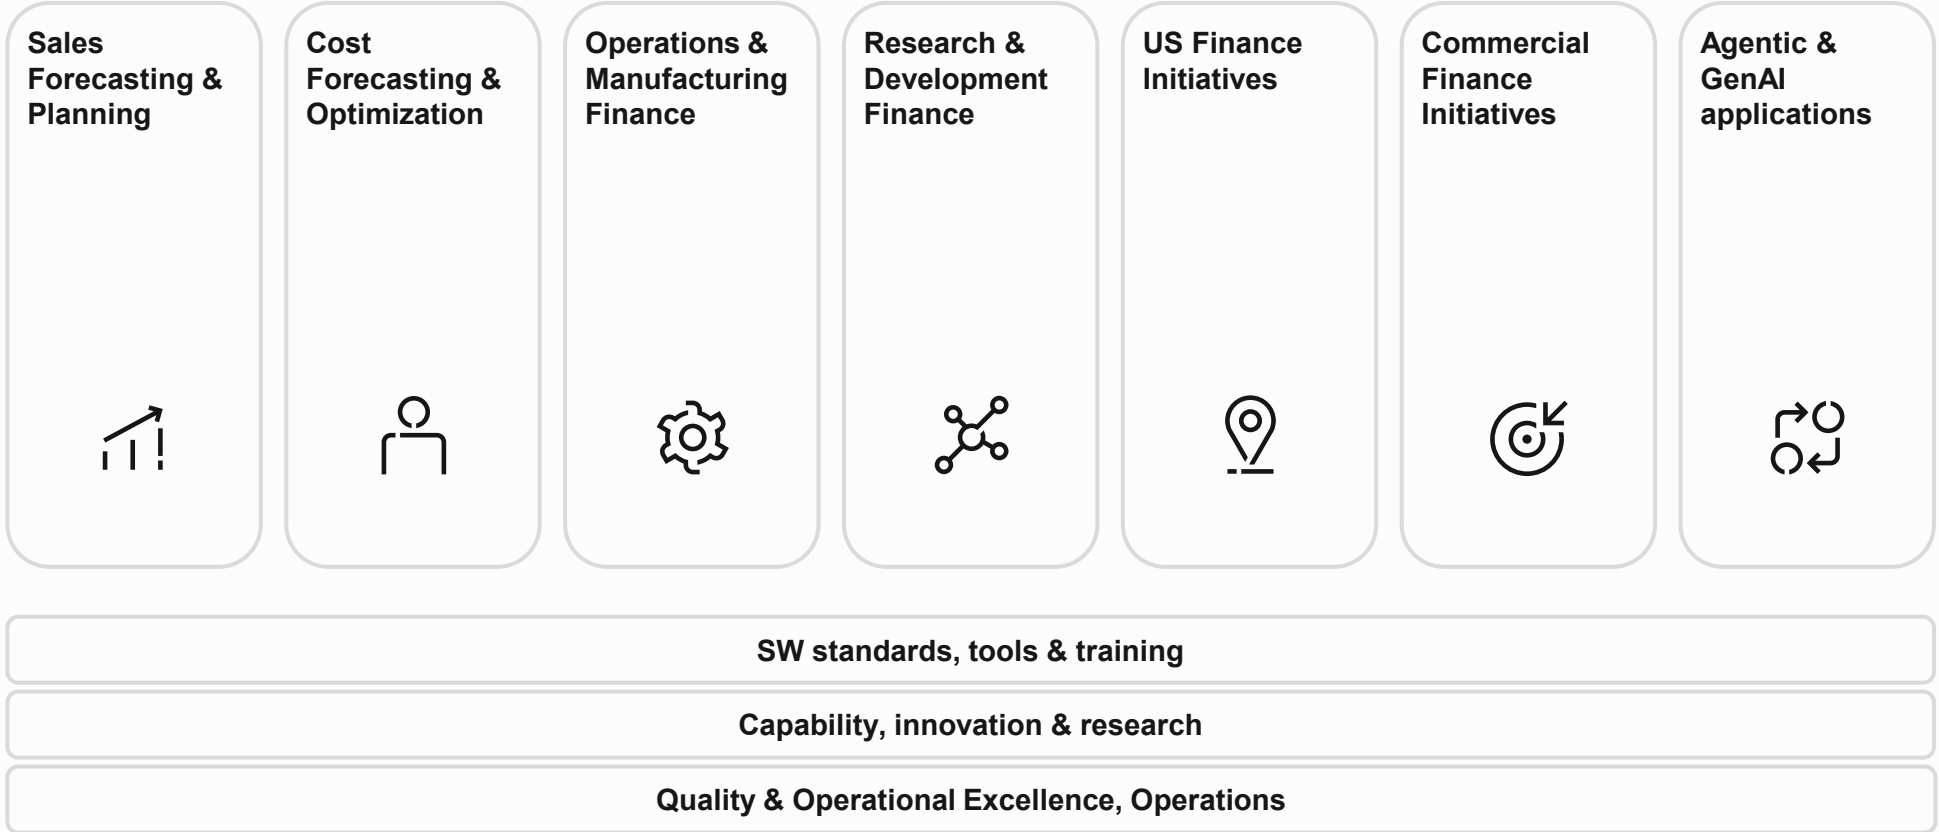 Sales
Forecasting &
Planning
Cost
Forecasting &
Optimization
Operations &
Manufacturing
Finance
Research &
Development
Finance
US Finance
Initiatives
Commercial
Finance
Initiatives
Agentic &
GenAI
applications
SW standards, tools & training
Capability, innovation & research
Quality & Operational Excellence, Operations